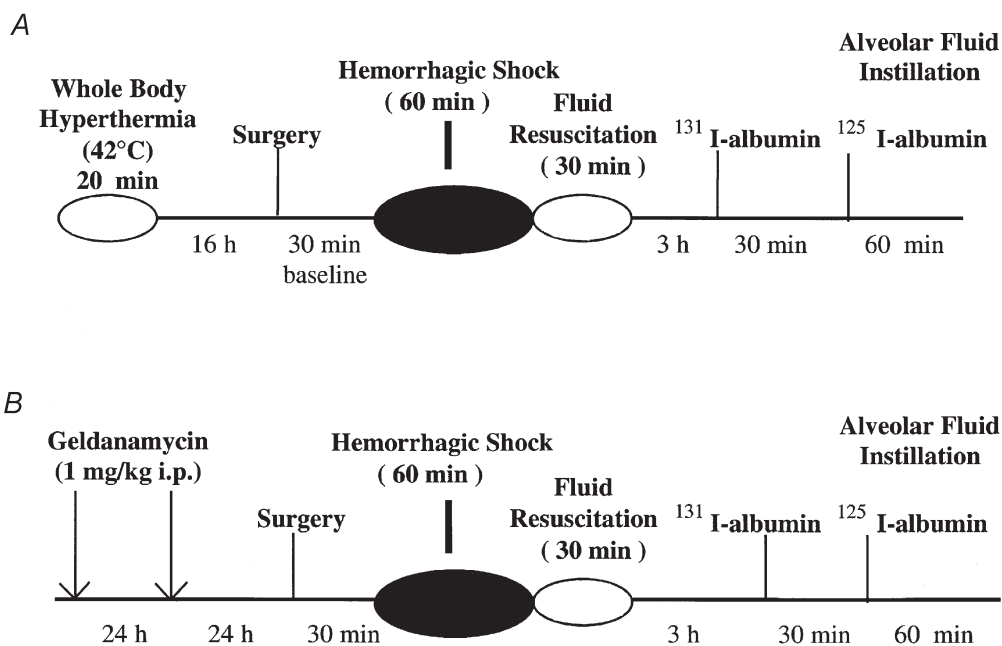 A
Whole Body
Hyperthermia
(42°C)
20 min
Surgery
Hemorrhagic Shock
( 60 min )
Fluid
Resuscitation
( 30 min )
131 I-albumin
Alveolar Fluid
Instillation
125 I-albumin
16 h
30 min
baseline
3 h
30 min
60 min
B
Geldanamycin
(1 mg/kg i.p.)
Surgery
Hemorrhagic Shock
( 60 min )
Fluid
Resuscitation
( 30 min )
131 I-albumin
Alveolar Fluid
Instillation
125 I-albumin
24 h
24 h
30 min
3 h
30 min
60 min